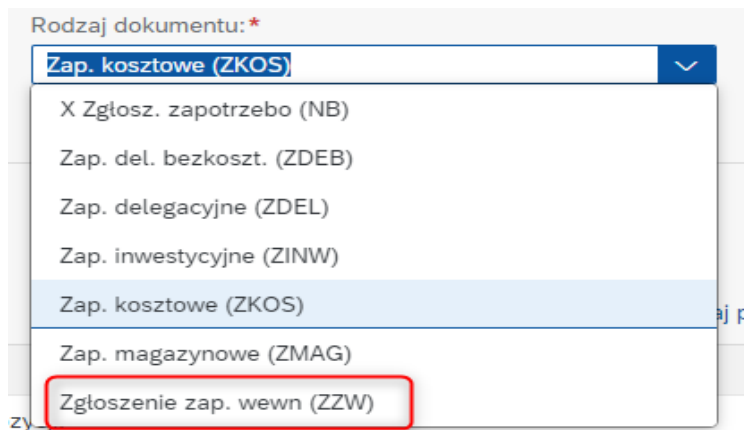 Rodzaj dokumentu:*
Zap. kosztowe (ZKOS)
X Zgłosz. zapotrzebo (NB)
Zap. del. bezkoszt. (ZDEB)
Zap. delegacyjne (ZDEL)
Zap. inwestycyjne (ZINW)
Zap. kosztowe (ZKOS)
Zap. magazynowe (ZMAG)
Zgłoszenie zap. wewn (ZZW)